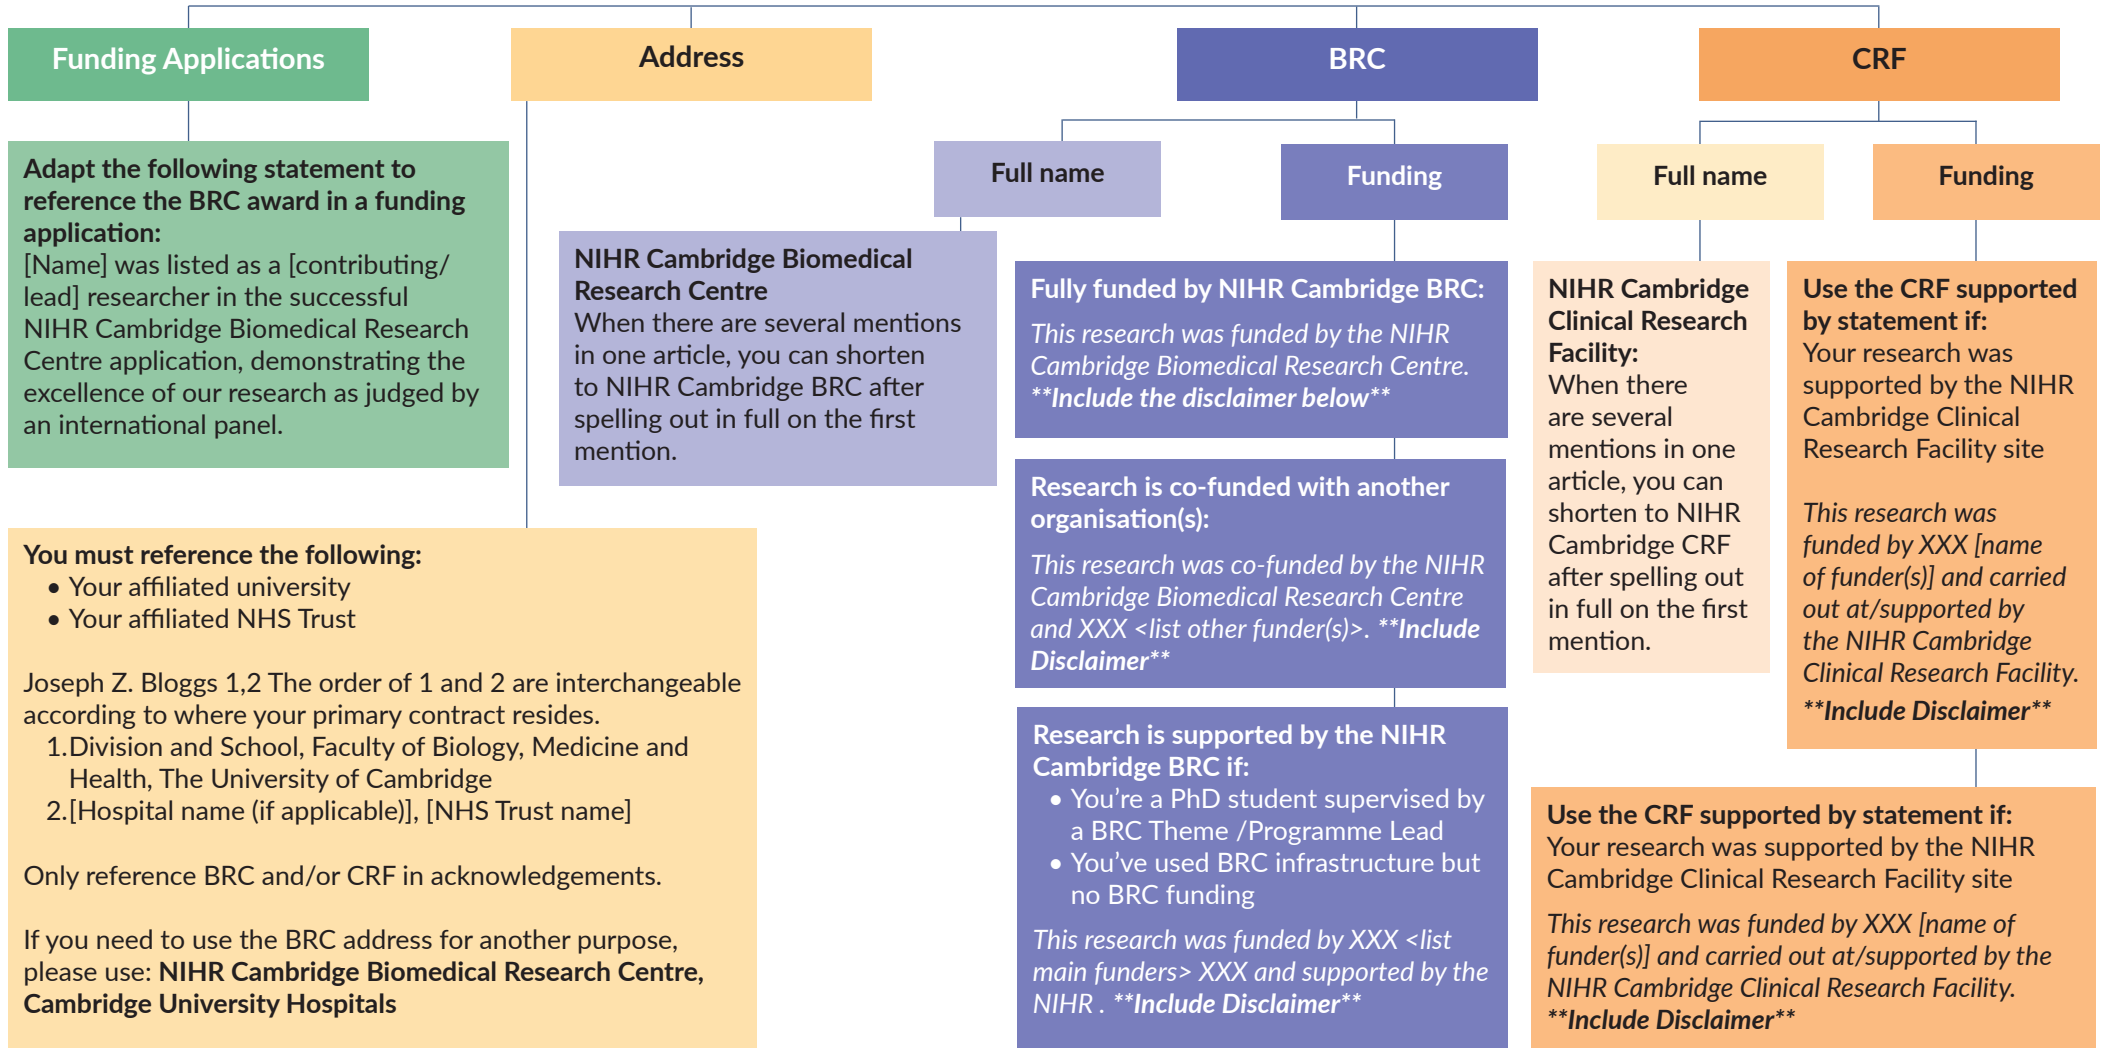 Funding Applications
Adapt the following statement to
reference the BRC award in a funding
application:
[Name] was listed as a [contributing/
lead] researcher in the successful
NIHR Cambridge Biomedical Research
Centre application, demonstrating the
excellence of our research as judged by
an international panel.
Address
You must reference the following:
• Your affiliated university
• Your affiliated NHS Trust
Joseph Z. Bloggs 1,2 The order of 1 and 2 are interchangeable
according to where your primary contract resides.
1.Division and School, Faculty of Biology, Medicine and
Health, The University of Cambridge
2.[Hospital name (if applicable)], [NHS Trust name]
Only reference BRC and/or CRF in acknowledgements.
If you need to use the BRC address for another purpose,
please use: NIHR Cambridge Biomedical Research Centre,
Cambridge University Hospitals
BRC
Full name
NIHR Cambridge Biomedical
Research Centre
When there are several mentions
in one article, you can shorten
to NIHR Cambridge BRC after
spelling out in full on the first
mention.
Funding
Fully funded by NIHR Cambridge BRC:
This research was funded by the NIHR
Cambridge Biomedical Research Centre.
**Include the disclaimer below**
Research is co-funded with another
organisation(s):
This research was co-funded by the NIHR
Cambridge Biomedical Research Centre
and XXX <list other funder(s)>. **Include
Disclaimer**
Research is supported by the NIHR
Cambridge BRC if:
• You're a PhD student supervised by
a BRC Theme /Programme Lead
• You've used BRC infrastructure but
no BRC funding
This research was funded by XXX <list
main funders> XXX and supported by the
NIHR . **Include Disclaimer**
CRF
Full name
NIHR Cambridge
Clinical Research
Facility:
When there
are several
mentions in one
article, you can
shorten to NIHR
Cambridge CRF
after spelling out
in full on the first
mention.
Funding
Use the CRF supported
by statement if:
Your research was
supported by the NIHR
Cambridge Clinical
Research Facility site
This research was
funded by XXX [name
of funder(s)] and carried
out at/supported by
the NIHR Cambridge
Clinical Research Facility.
**Include Disclaimer**
Use the CRF supported by statement if:
Your research was supported by the NIHR
Cambridge Clinical Research Facility site
This research was funded by XXX [name of
funder(s)] and carried out at/supported by the
NIHR Cambridge Clinical Research Facility.
**Include Disclaimer**